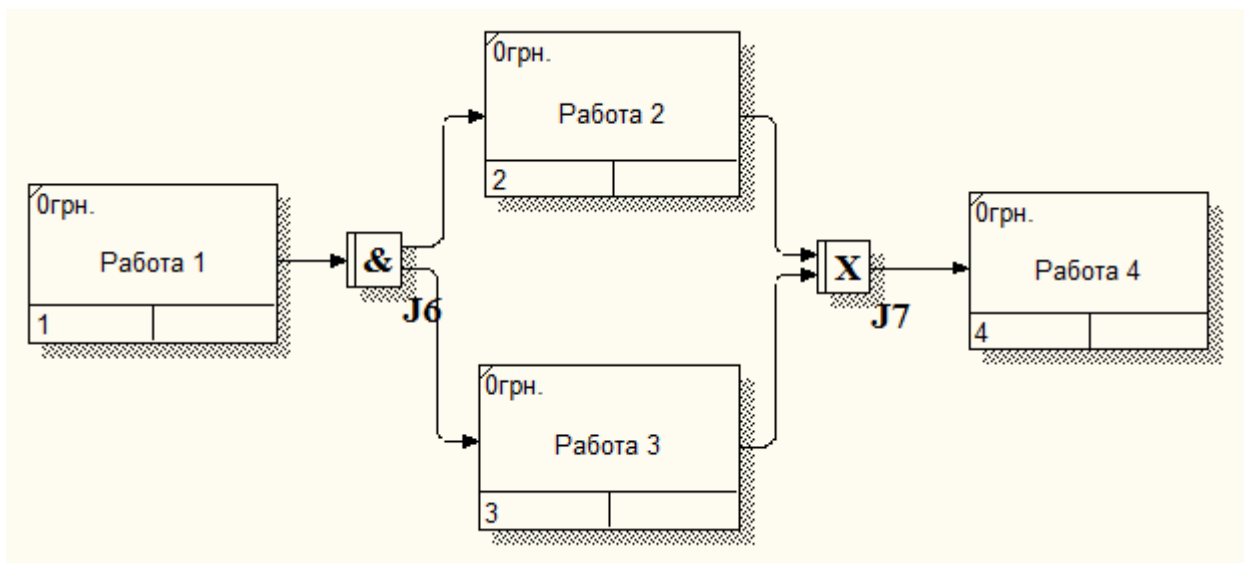 0грн.
Работа 1
1
&
J6
0грн.
Работа 2
2
0грн.
Работа 3
3
X
J7
0грн.
Работа 4
4